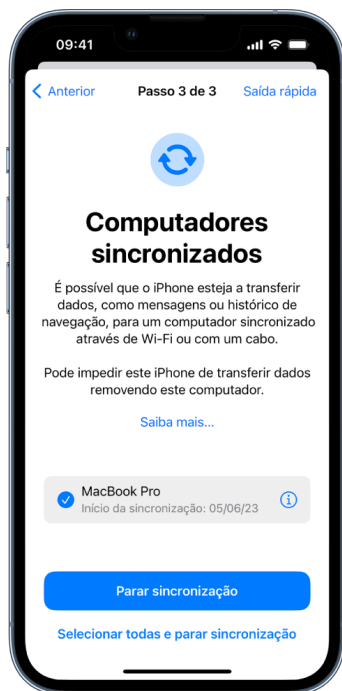 09:41
Anterior Passo 3 de 3 Saída rápida
Computadores
sincronizados
É possível que o iPhone esteja a transferir
dados, como mensagens ou histórico de
navegação, para um computador sincronizado
através de Wi-Fi ou com um cabo.
Pode impedir este iPhone de transferir dados
removendo este computador.
Saiba mais...
MacBook Pro
Início da sincronização: 05/06/23
Parar sincronização
Selecionar todas e parar sincronização